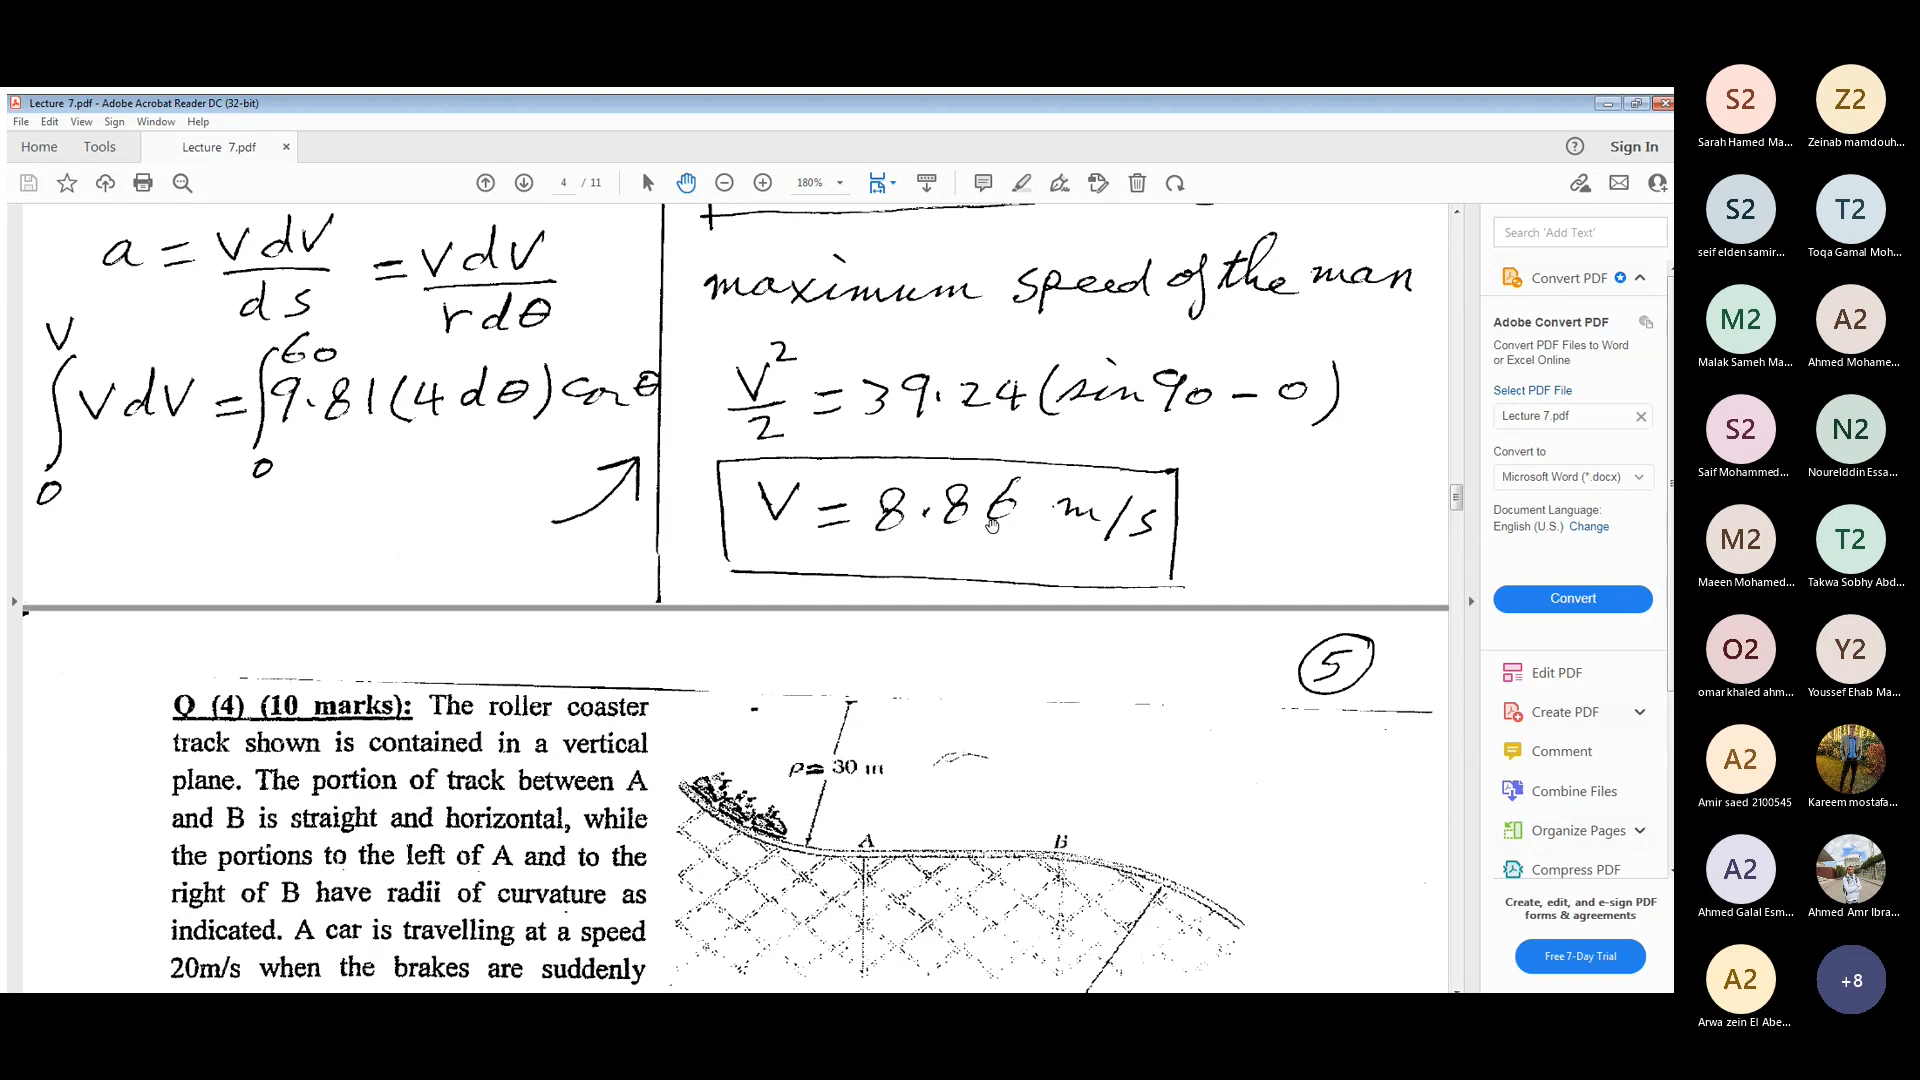 Lecture 7.pdf - Adobe Acrobat Reader DC (32-bit)
File Edit View Sign Window Help
Home Tools Lecture 7.pdf × Sign In
4 / 11 180%
a = VdV/ds = VdV/rdθ
∫₀^V VdV = ∫₀^60 9.81(4dθ)cosθ
maximum speed of the man
V²/2 = 39.24(sin90 - 0)
V = 8.86 m/s
5
Q (4) (10 marks): The roller coaster
track shown is contained in a vertical
plane. The portion of track between A
and B is straight and horizontal, while
the portions to the left of A and to the
right of B have radii of curvature as
indicated. A car is travelling at a speed
20m/s when the brakes are suddenly
ρ= 30 m
A
B
Search 'Add Text'
Convert PDF
Adobe Convert PDF
Convert PDF Files to Word
or Excel Online
Select PDF File
Lecture 7.pdf
Convert to
Microsoft Word (*.docx)
Document Language:
English (U.S.) Change
Convert
Edit PDF
Create PDF
Comment
Combine Files
Organize Pages
Compress PDF
Create, edit, and e-sign PDF
forms & agreements
Free 7-Day Trial
S2 Z2
Sarah Hamed Ma... Zeinab mamdouh...
S2 T2
seif elden samir... Toqa Gamal Moh...
M2 A2
Malak Sameh Ma... Ahmed Mohame...
S2 N2
Saif Mohammed... Nourelddin Essa...
M2 T2
Maeen Mohamed... Takwa Sobhy Abd...
O2 Y2
omar khaled ahm... Youssef Ehab Ma...
A2
Amir saed 2100545 Kareem mostafa...
A2
Ahmed Galal Esm... Ahmed Amr Ibra...
A2 +8
Arwa zein El Abe...